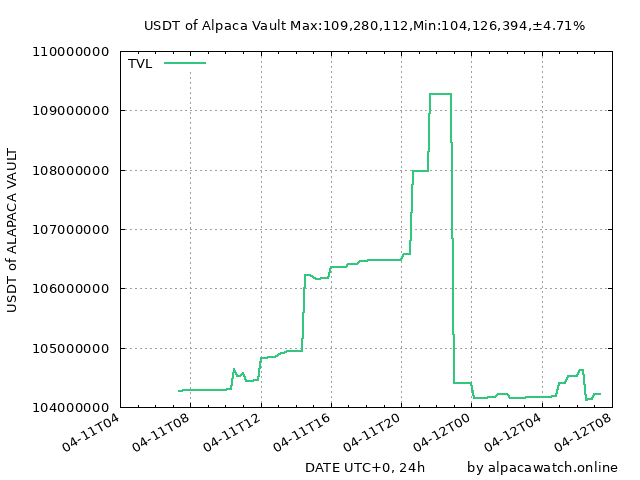 USDT of Alpaca Vault Max:109,280,112,Min:104,126,394,±4.71%
TVL
110000000
109000000
108000000
107000000
106000000
105000000
104000000
USDT of ALAPACA VAULT
04-11T04
04-11T08
04-11T12
04-11T16
04-11T20
04-12T00
04-12T04
04-12T08
DATE UTC+0, 24h
by alpacawatch.online